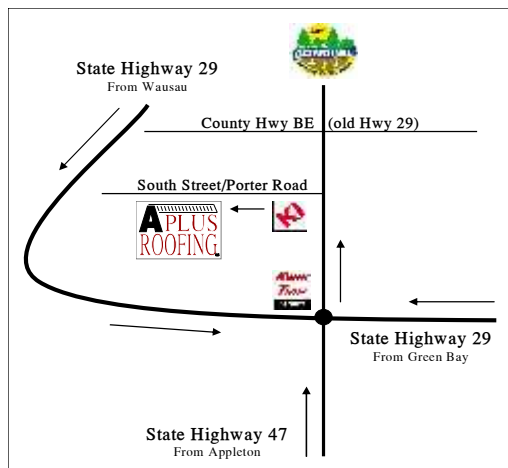 State Highway 29
From Wausau
County Hwy BE (old Hwy 29)
South Street/Porter Road
A PLUS
ROOFING
State Highway 29
From Green Bay
State Highway 47
From Appleton